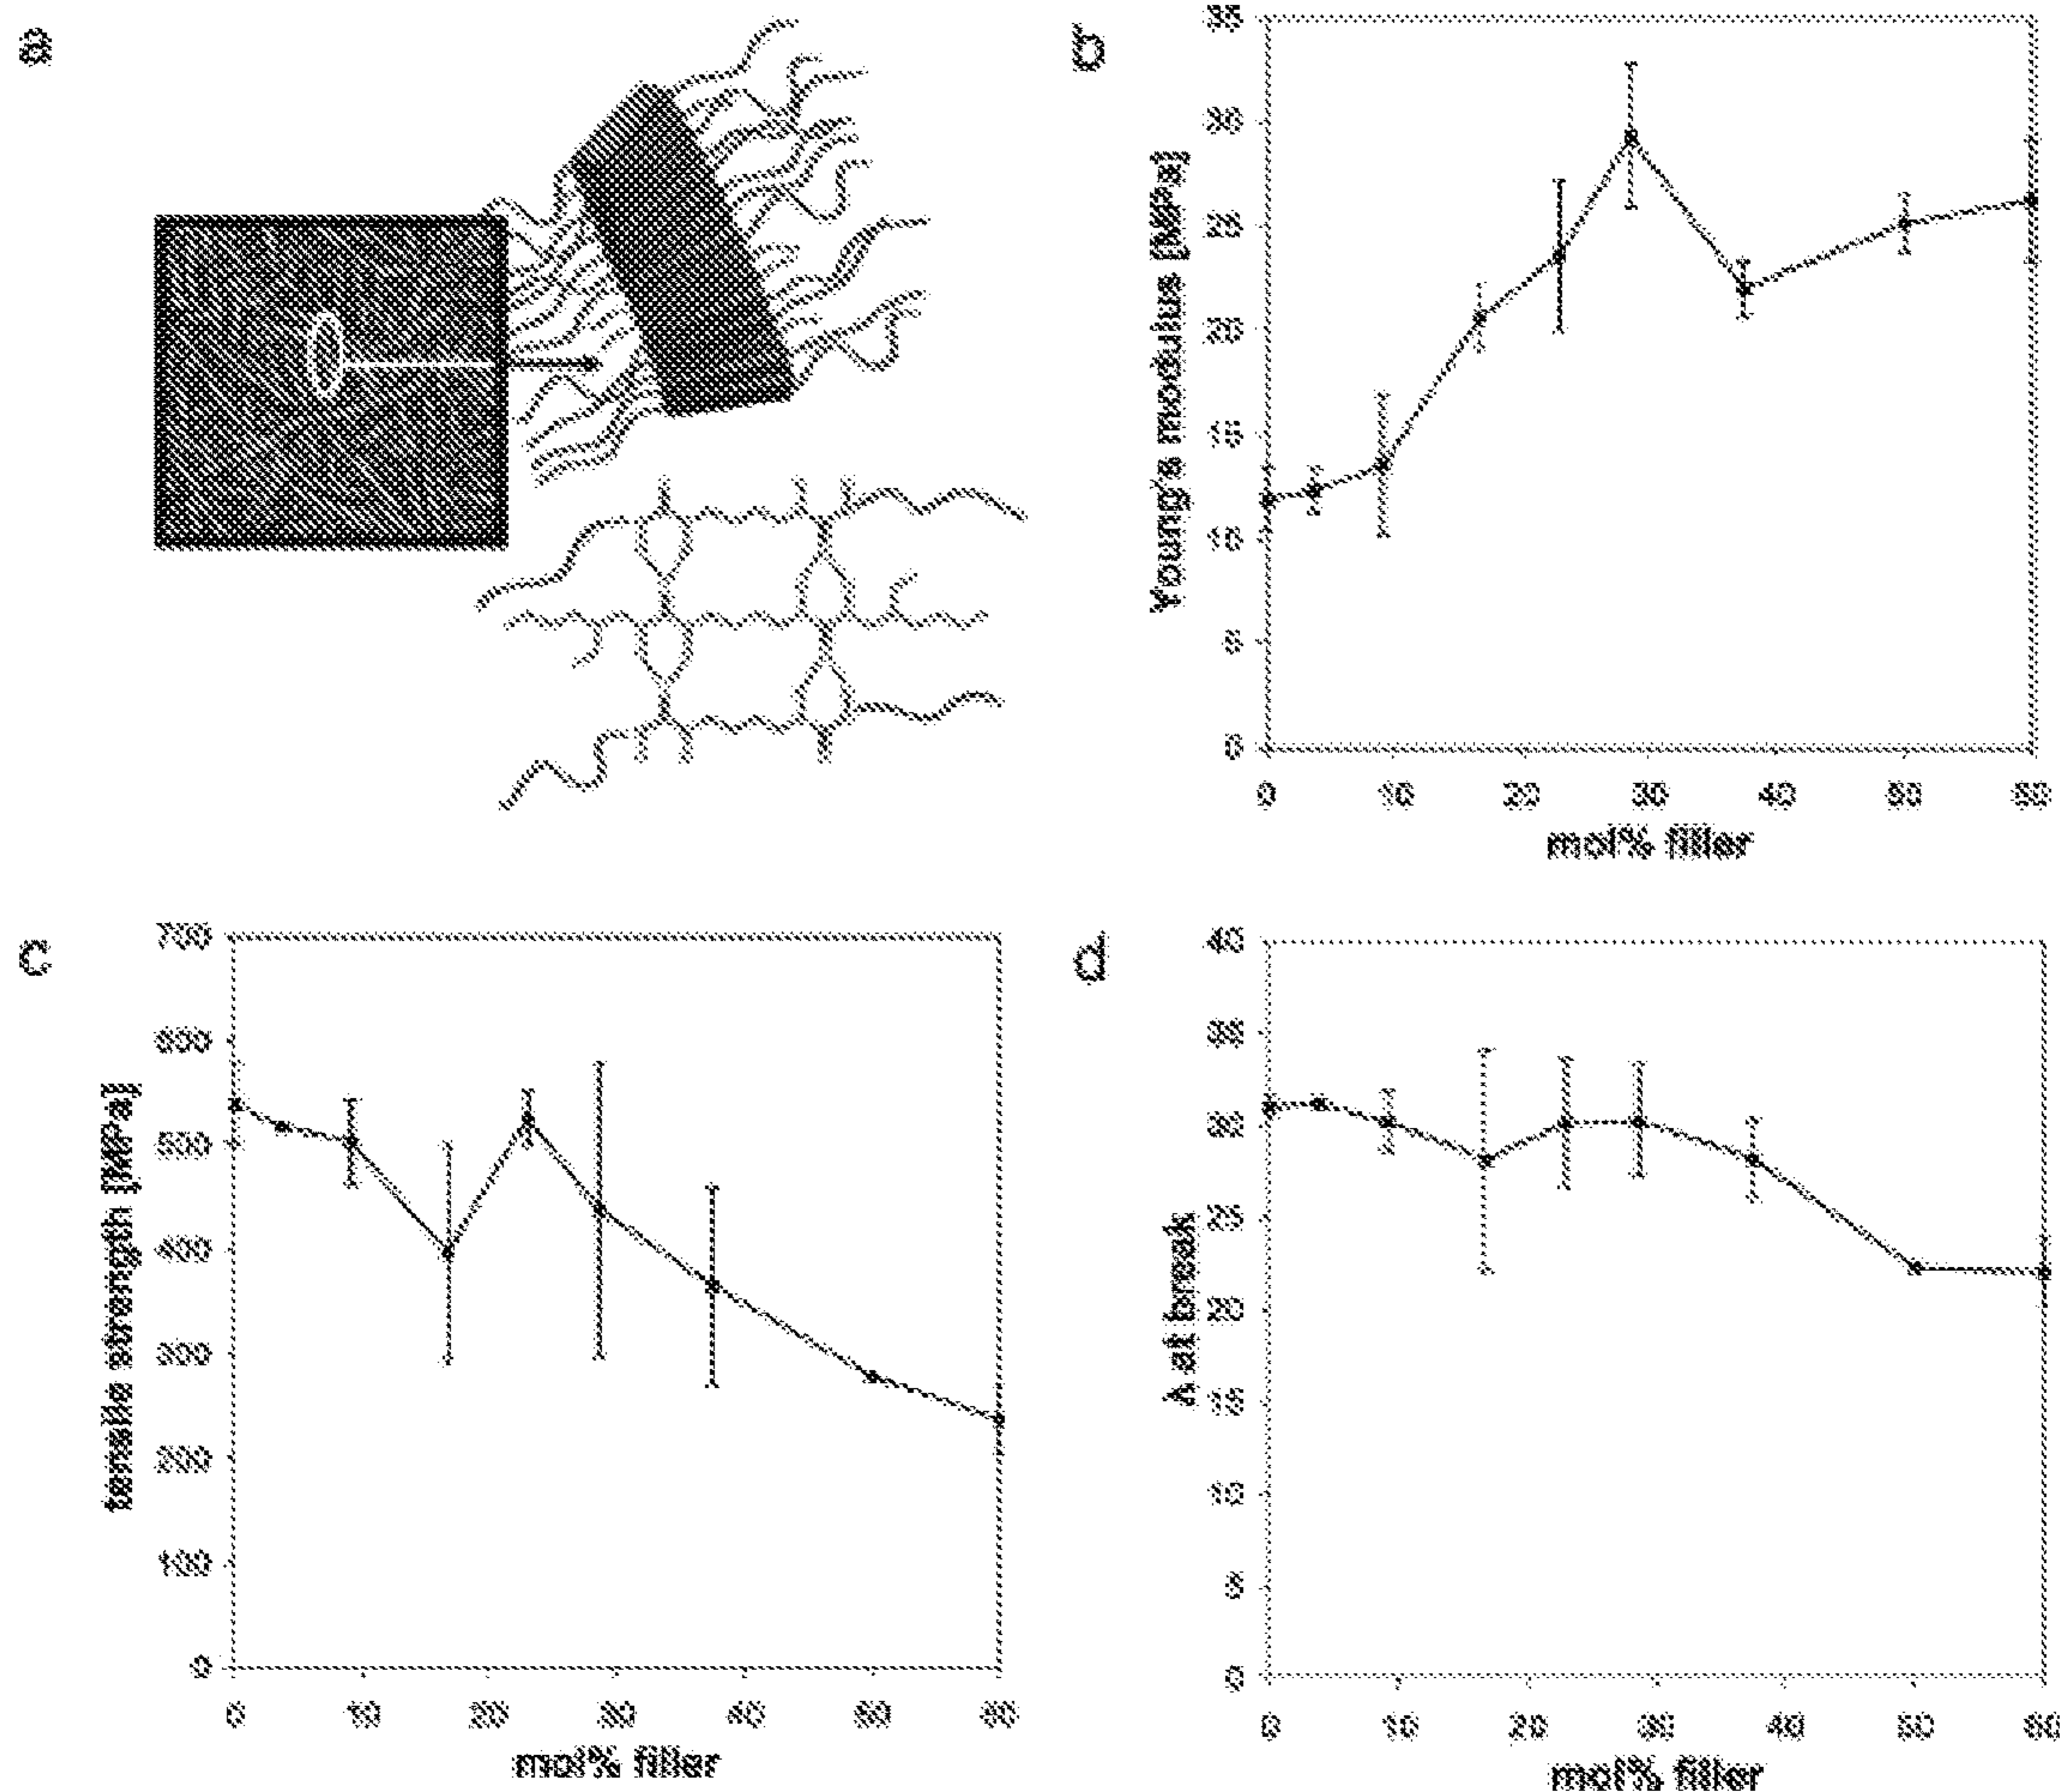 a
b
Young's modulus [MPa]
35
30
25
20
15
10
5
0
0 10 20 30 40 50 60
mol% filler
c
tensile strength [MPa]
700
600
500
400
300
200
100
0
0 10 20 30 40 50 60
mol% filler
d
λ at break
40
35
30
25
20
15
10
5
0
0 10 20 30 40 50 60
mol% filler